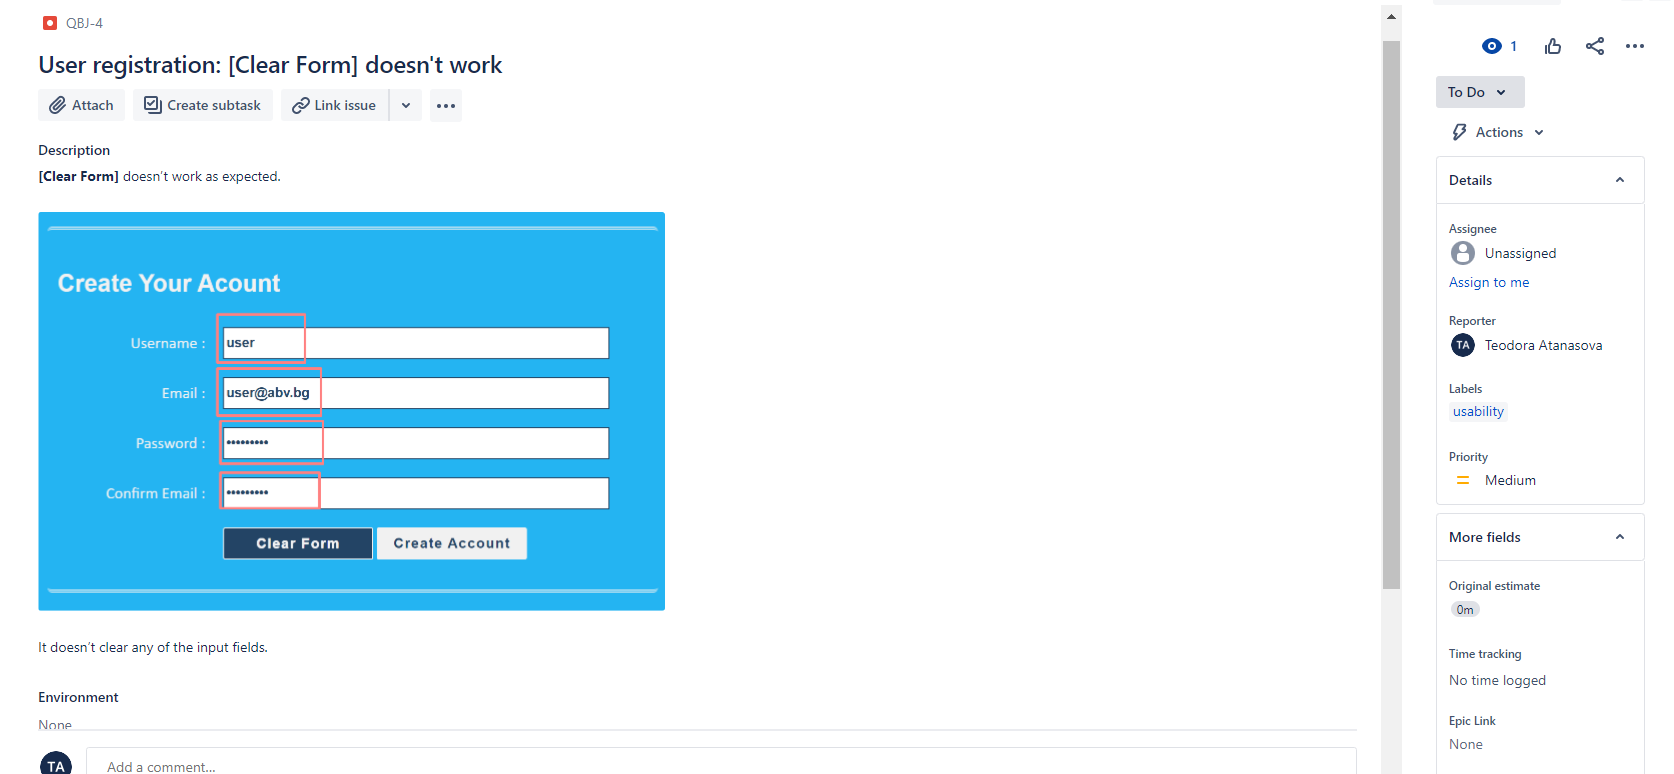 QBJ-4
User registration: [Clear Form] doesn't work
Attach
Create subtask
Link issue
Description
[Clear Form] doesn't work as expected.
Create Your Acount
Username :
user
Email :
user@abv.bg
Password :
•••••••••
Confirm Email :
•••••••••
Clear Form
Create Account
It doesn't clear any of the input fields.
Environment
None
TA
Add a comment...
1
To Do
Actions
Details
Assignee
Unassigned
Assign to me
Reporter
TA
Teodora Atanasova
Labels
usability
Priority
Medium
More fields
Original estimate
0m
Time tracking
No time logged
Epic Link
None